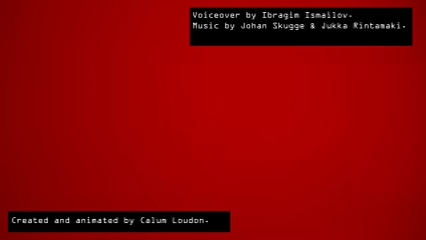 Voiceover by Ibragim Ismailov.
Music by Johan Skugge & Jukka Rintamaki.
Created and animated by Calum Loudon.